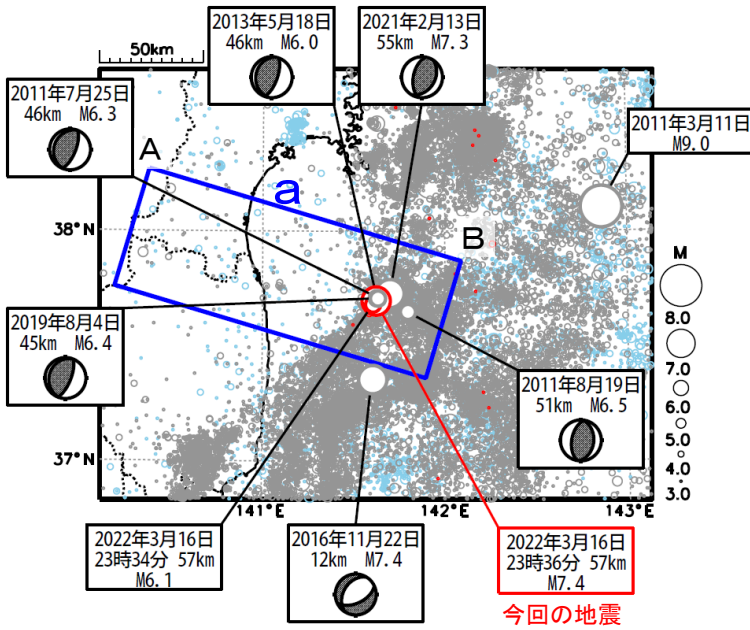 2013年5月18日
46km M6.0
2021年2月13日
55km M7.3
50km
2011年7月25日
46km M6.3
2011年3月11日
M9.0
A
a
B
38°N
37°N
M
8.0
7.0
6.0
5.0
4.0
3.0
2019年8月4日
45km M6.4
2011年8月19日
51km M6.5
141°E
142°E
143°E
2022年3月16日
23時34分 57km
M6.1
2016年11月22日
12km M7.4
2022年3月16日
23時36分 57km
M7.4
今回の地震